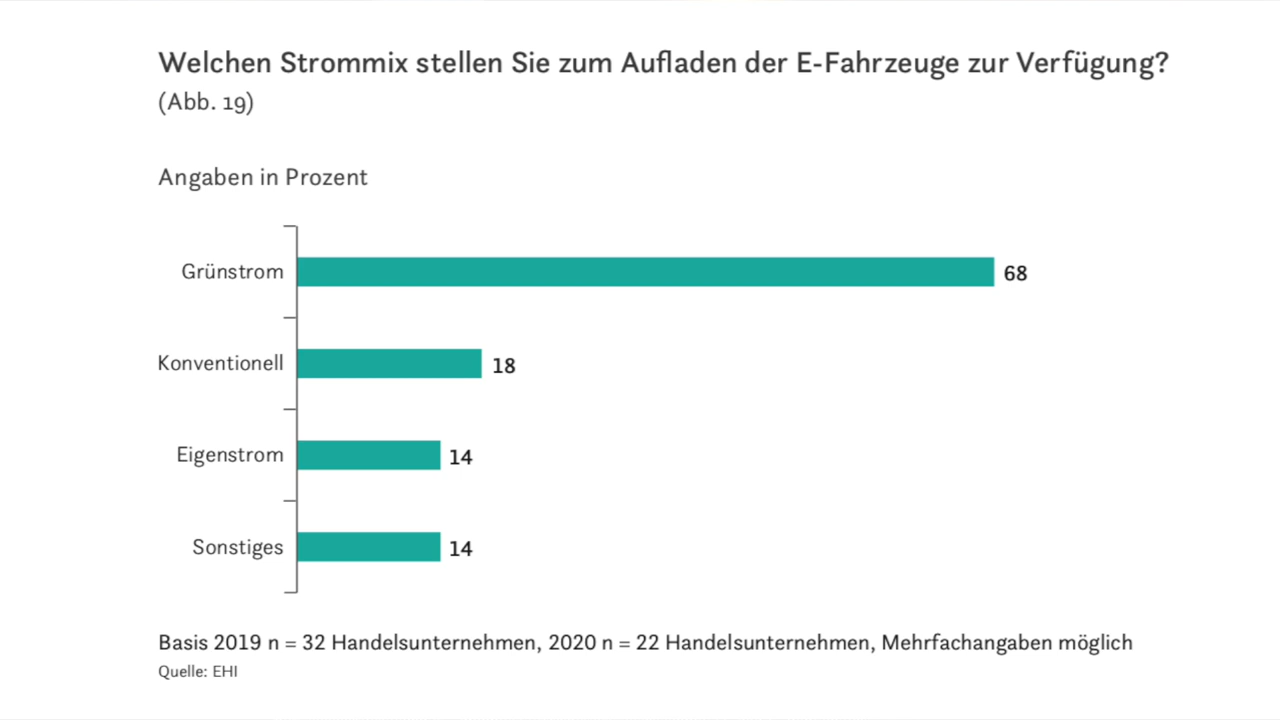 Welchen Strommix stellen Sie zum Aufladen der E-Fahrzeuge zur Verfügung?
(Abb. 19)
Angaben in Prozent
Grünstrom 68
Konventionell 18
Eigenstrom 14
Sonstiges 14
Basis 2019 n = 32 Handelsunternehmen, 2020 n = 22 Handelsunternehmen, Mehrfachangaben möglich
Quelle: EHI